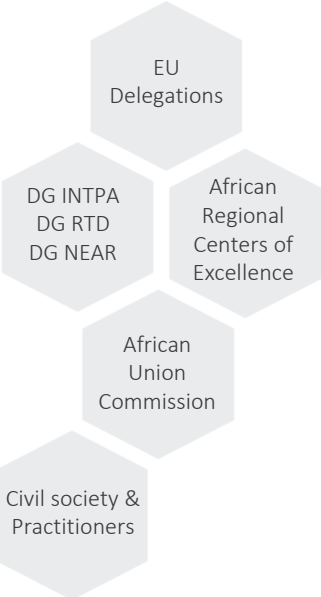 EU
Delegations
DG INTPA
DG RTD
DG NEAR
African
Regional
Centers of
Excellence
African
Union
Commission
Civil society &
Practitioners